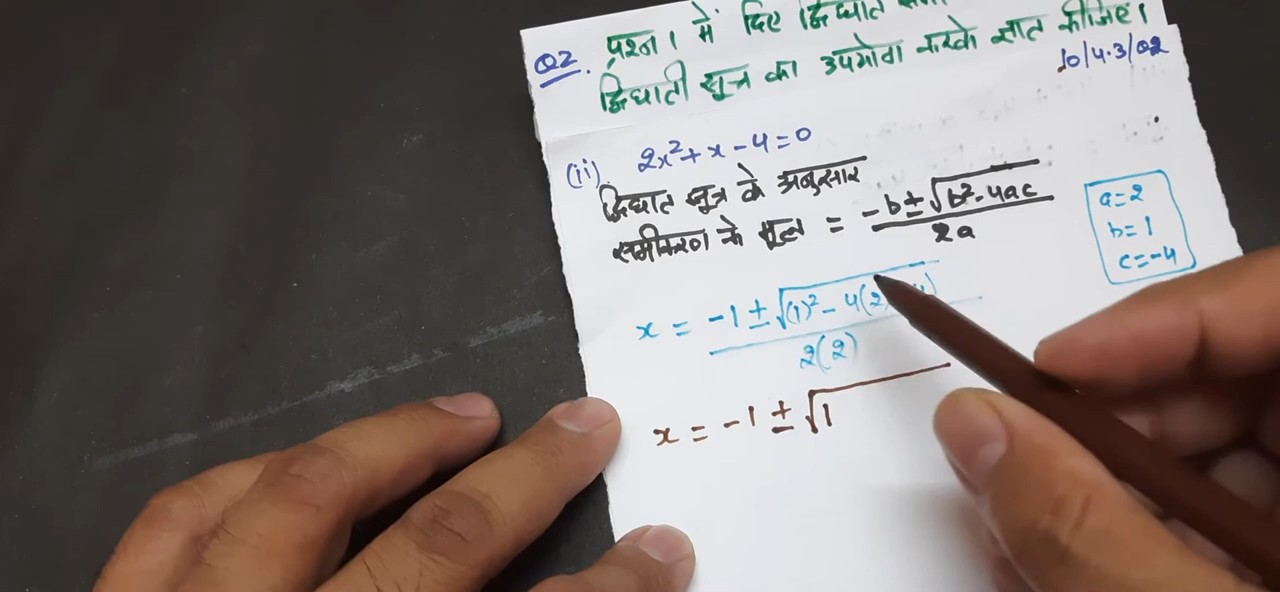 Q2. प्रश्न 1 में दिए द्विघात
द्विघाती सूत्र का उपयोग करके ज्ञात कीजिए।
10/4.3/Q2
(ii) 2x²+x-4=0
द्विघात सूत्र के अनुसार
समीकरण के मूल = -b±√b²-4ac / 2a
a=2
b=1
c=-4
x = -1±√(1)²-4(2) / 2(2)
x = -1 ± √1